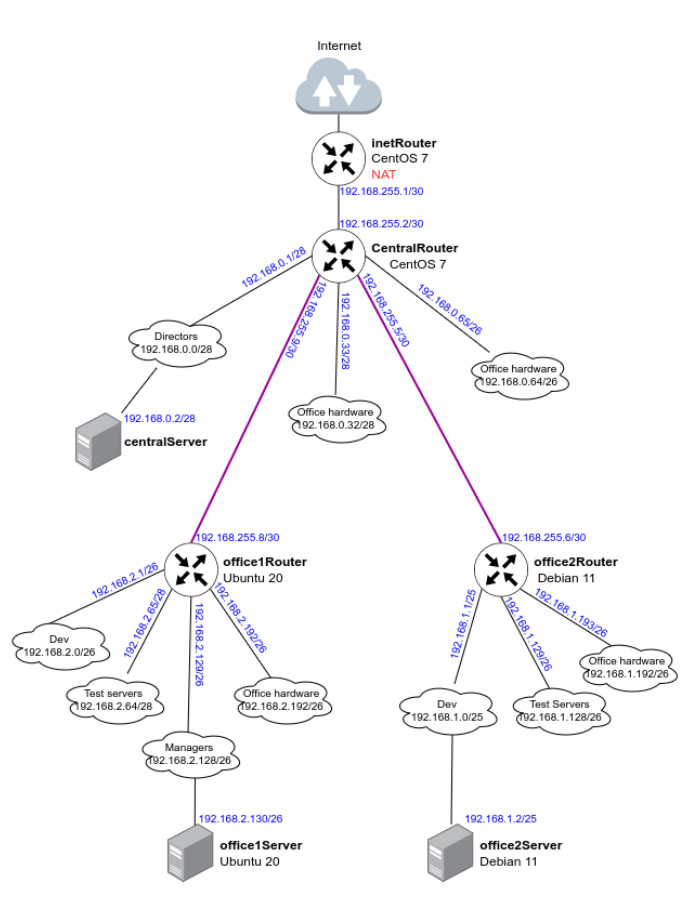 Internet
inetRouter
CentOS 7
NAT
192.168.255.1/30
192.168.255.2/30
CentralRouter
CentOS 7
192.168.0.1/28
192.168.255.9/30
192.168.0.33/28
192.168.255.5/30
192.168.0.65/26
Directors
192.168.0.0/28
Office hardware
192.168.0.64/26
Office hardware
192.168.0.32/28
192.168.0.2/28
centralServer
192.168.255.8/30
office1Router
Ubuntu 20
192.168.255.6/30
office2Router
Debian 11
192.168.2.1/26
192.168.2.65/28
192.168.2.129/26
192.168.2.192/26
192.168.1.1/25
192.168.1.129/26
192.168.1.193/26
Dev
192.168.2.0/26
Test servers
192.168.2.64/28
Office hardware
192.168.2.192/26
Managers
192.168.2.128/26
Office hardware
192.168.1.192/26
Dev
192.168.1.0/25
Test Servers
192.168.1.128/26
192.168.2.130/26
office1Server
Ubuntu 20
192.168.1.2/25
office2Server
Debian 11